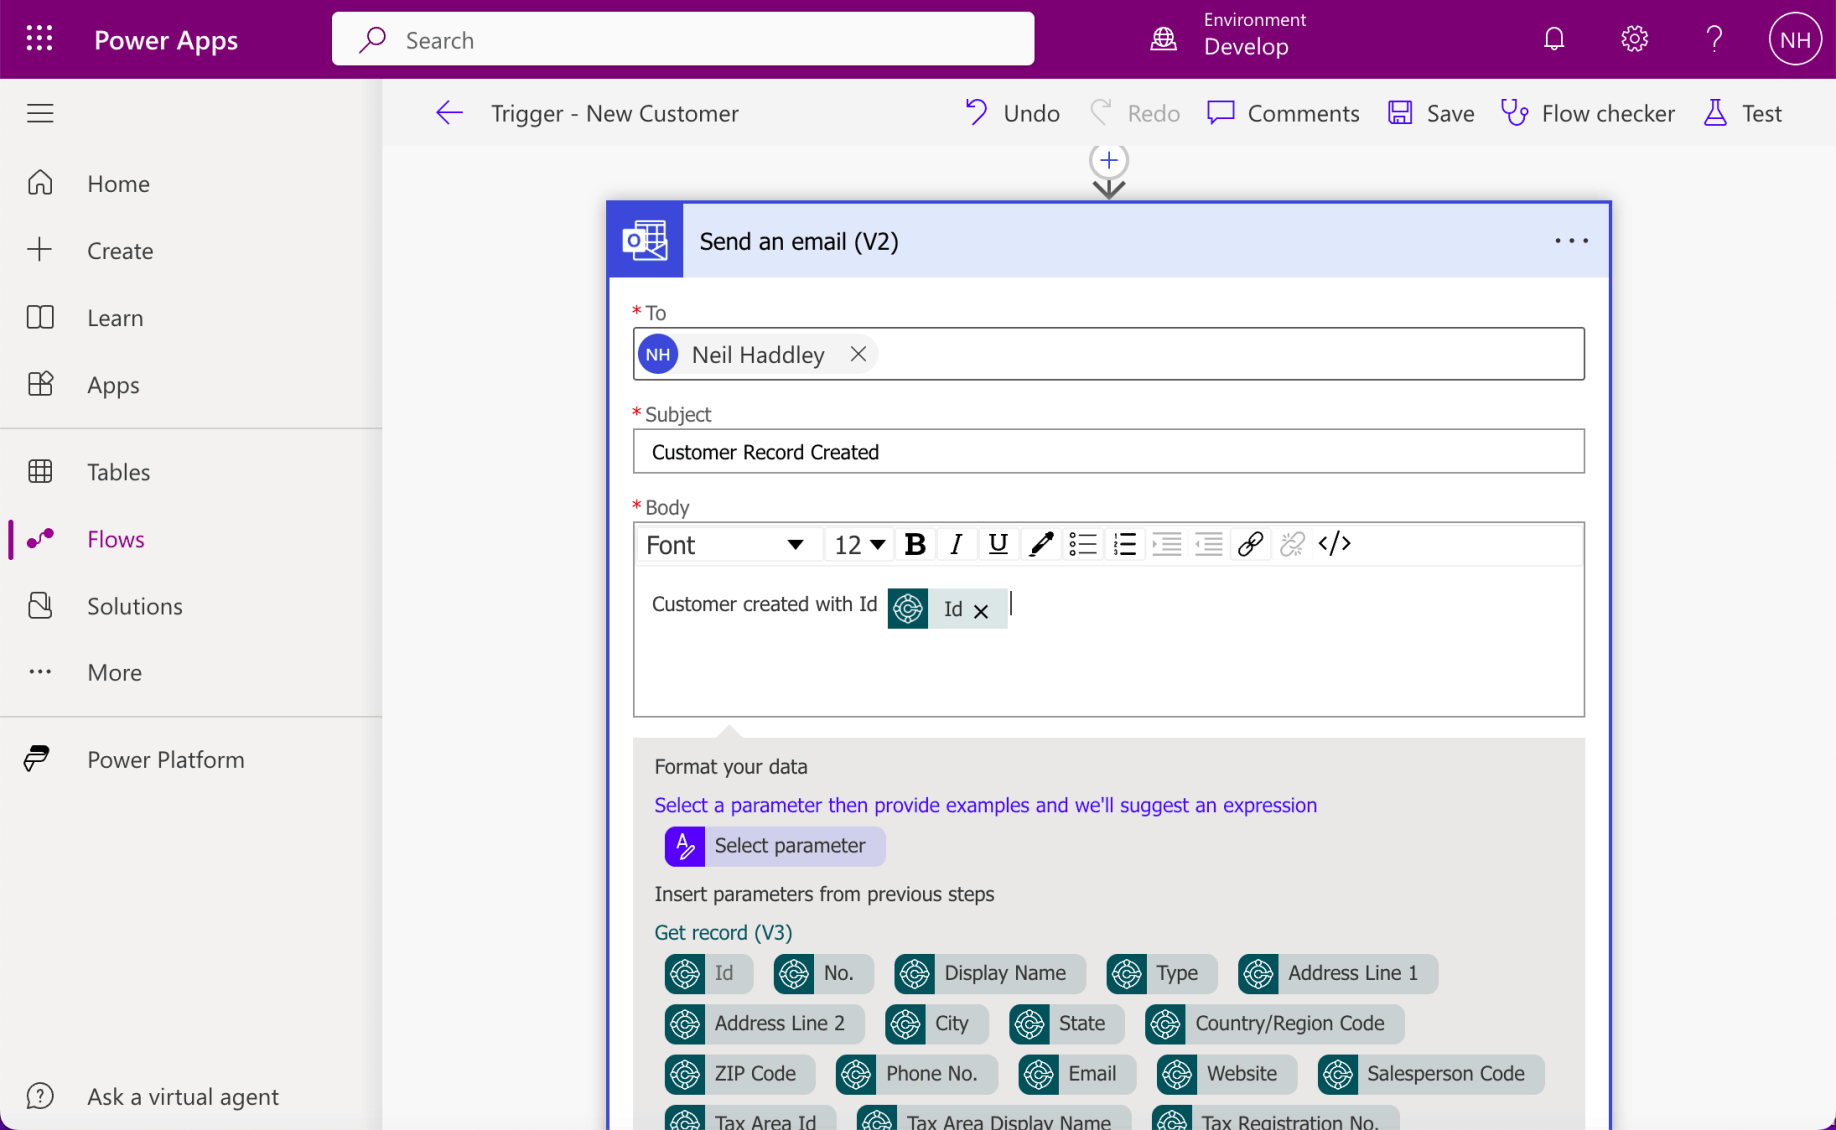 Power Apps
Search
Environment
Develop
NH
Trigger - New Customer
Undo
Redo
Comments
Save
Flow checker
Test
Home
Create
Learn
Apps
Tables
Flows
Solutions
More
Power Platform
Ask a virtual agent
Send an email (V2)
* To
NH Neil Haddley
* Subject
Customer Record Created
* Body
Font 12 B I U </>
Customer created with Id Id
Format your data
Select a parameter then provide examples and we'll suggest an expression
Select parameter
Insert parameters from previous steps
Get record (V3)
Id No. Display Name Type Address Line 1
Address Line 2 City State Country/Region Code
ZIP Code Phone No. Email Website Salesperson Code
Tax Area Id Tax Area Display Name Tax Registration No.